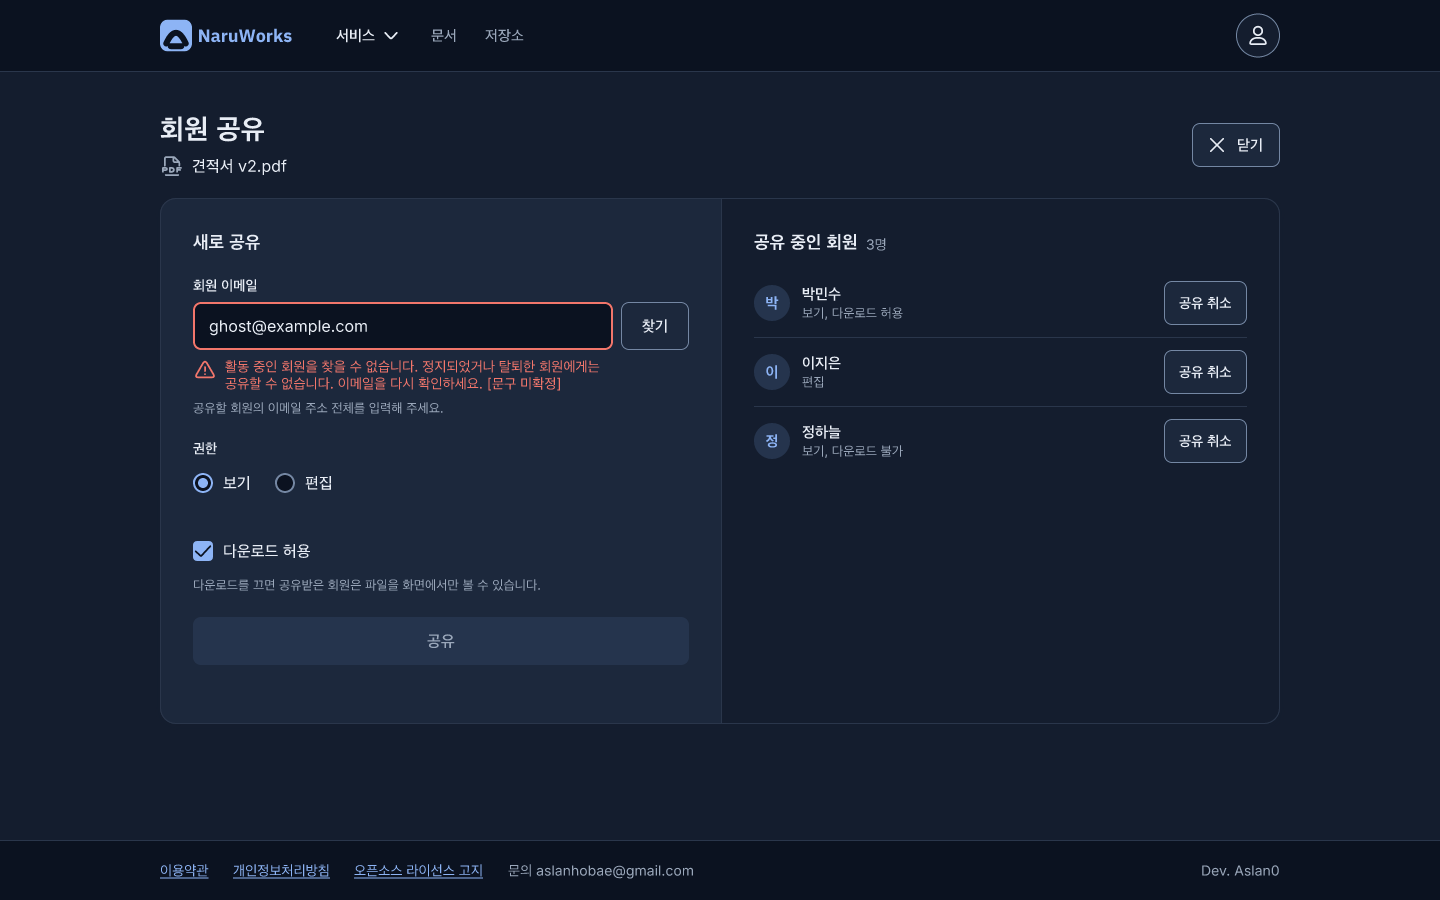 NaruWorks
서비스
문서
저장소
회원 공유
PDF
견적서 v2.pdf
닫기
새로 공유
회원 이메일
ghost@example.com
찾기
활동 중인 회원을 찾을 수 없습니다. 정지되었거나 탈퇴한 회원에게는
공유할 수 없습니다. 이메일을 다시 확인하세요. [문구 미확정]
공유할 회원의 이메일 주소 전체를 입력해 주세요.
권한
보기
편집
다운로드 허용
다운로드를 끄면 공유받은 회원은 파일을 화면에서만 볼 수 있습니다.
공유
공유 중인 회원 3명
박
박민수
보기, 다운로드 허용
공유 취소
이
이지은
편집
공유 취소
정
정하늘
보기, 다운로드 불가
공유 취소
이용약관
개인정보처리방침
오픈소스 라이선스 고지
문의 aslanhobae@gmail.com
Dev. Aslan0